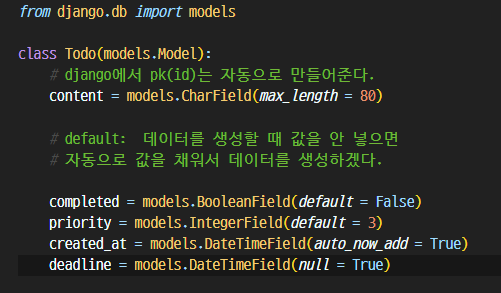 from django.db import models
class Todo(models.Model):
# django에서 pk(id)는 자동으로 만들어준다.
content = models.CharField(max_length = 80)
# default: 데이터를 생성할 때 값을 안 넣으면
# 자동으로 값을 채워서 데이터를 생성하겠다.
completed = models.BooleanField(default = False)
priority = models.IntegerField(default = 3)
created_at = models.DateTimeField(auto_now_add = True)
deadline = models.DateTimeField(null = True)